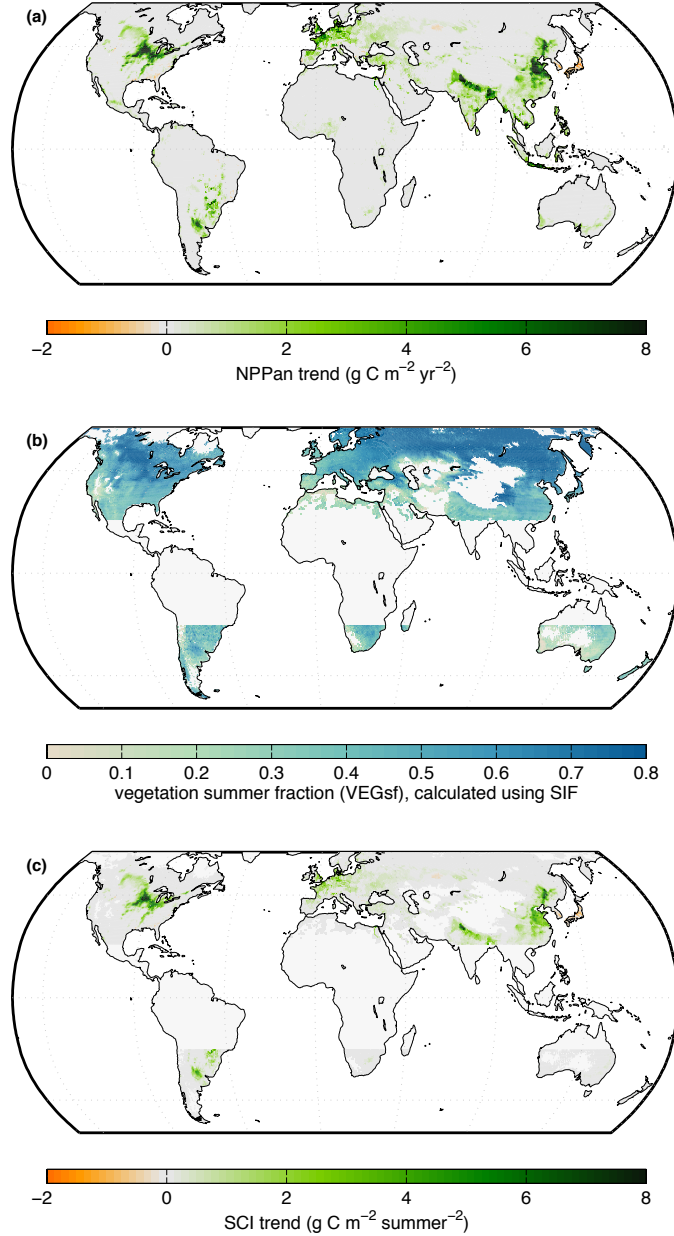 (a)
−2 0 2 4 6 8
NPPan trend (g C m⁻² yr⁻²)
(b)
0 0.1 0.2 0.3 0.4 0.5 0.6 0.7 0.8
vegetation summer fraction (VEGsf), calculated using SIF
(c)
−2 0 2 4 6 8
SCI trend (g C m⁻² summer⁻²)